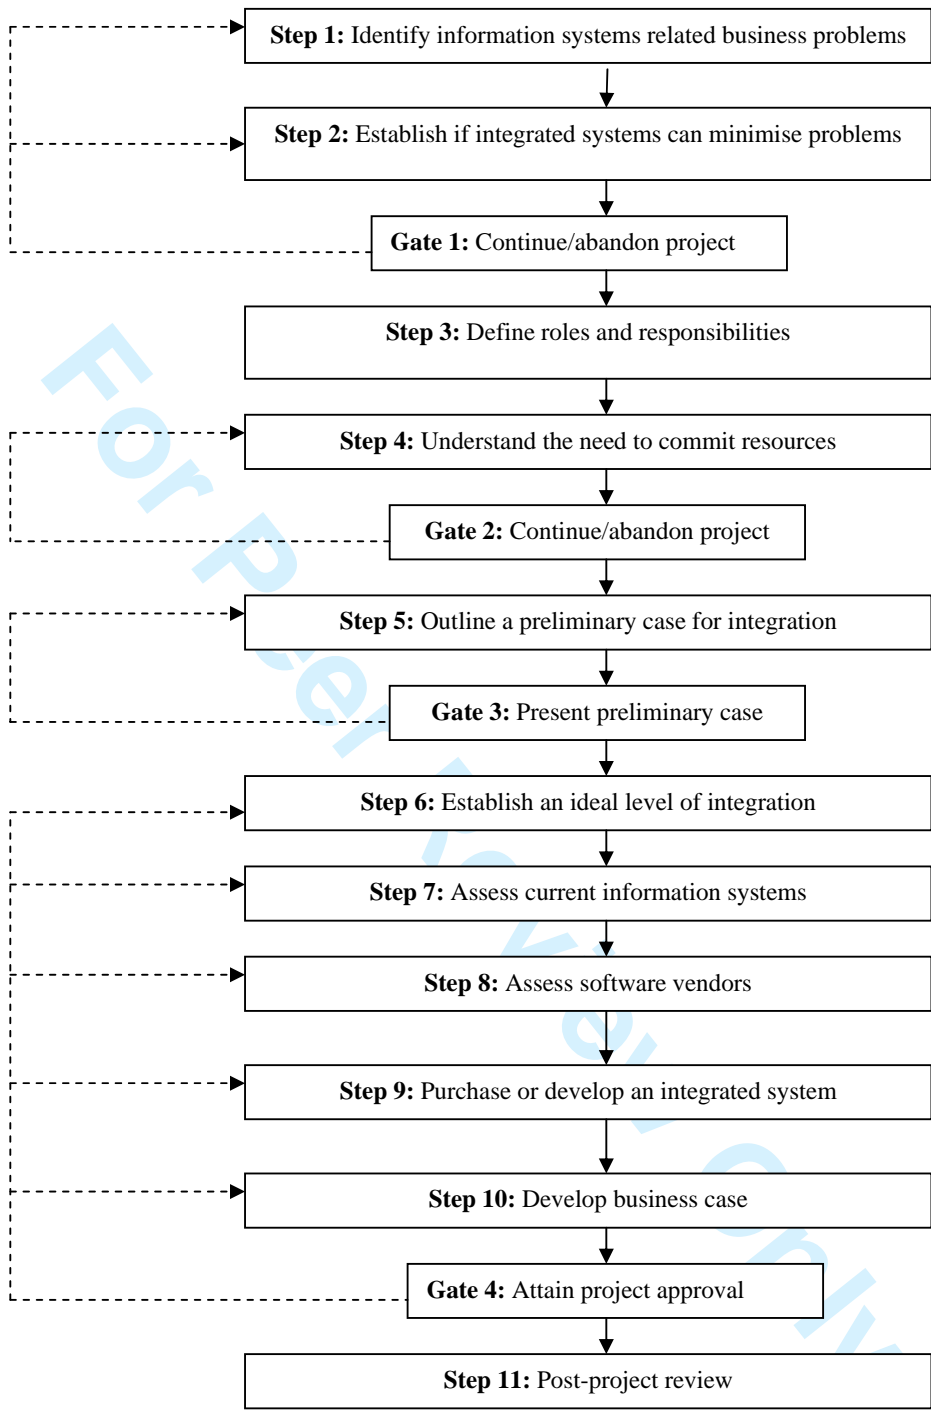 Step 1: Identify information systems related business problems
Step 2: Establish if integrated systems can minimise problems
Gate 1: Continue/abandon project
Step 3: Define roles and responsibilities
Step 4: Understand the need to commit resources
Gate 2: Continue/abandon project
Step 5: Outline a preliminary case for integration
Gate 3: Present preliminary case
Step 6: Establish an ideal level of integration
Step 7: Assess current information systems
Step 8: Assess software vendors
Step 9: Purchase or develop an integrated system
Step 10: Develop business case
Gate 4: Attain project approval
Step 11: Post-project review
For Peer Review Only